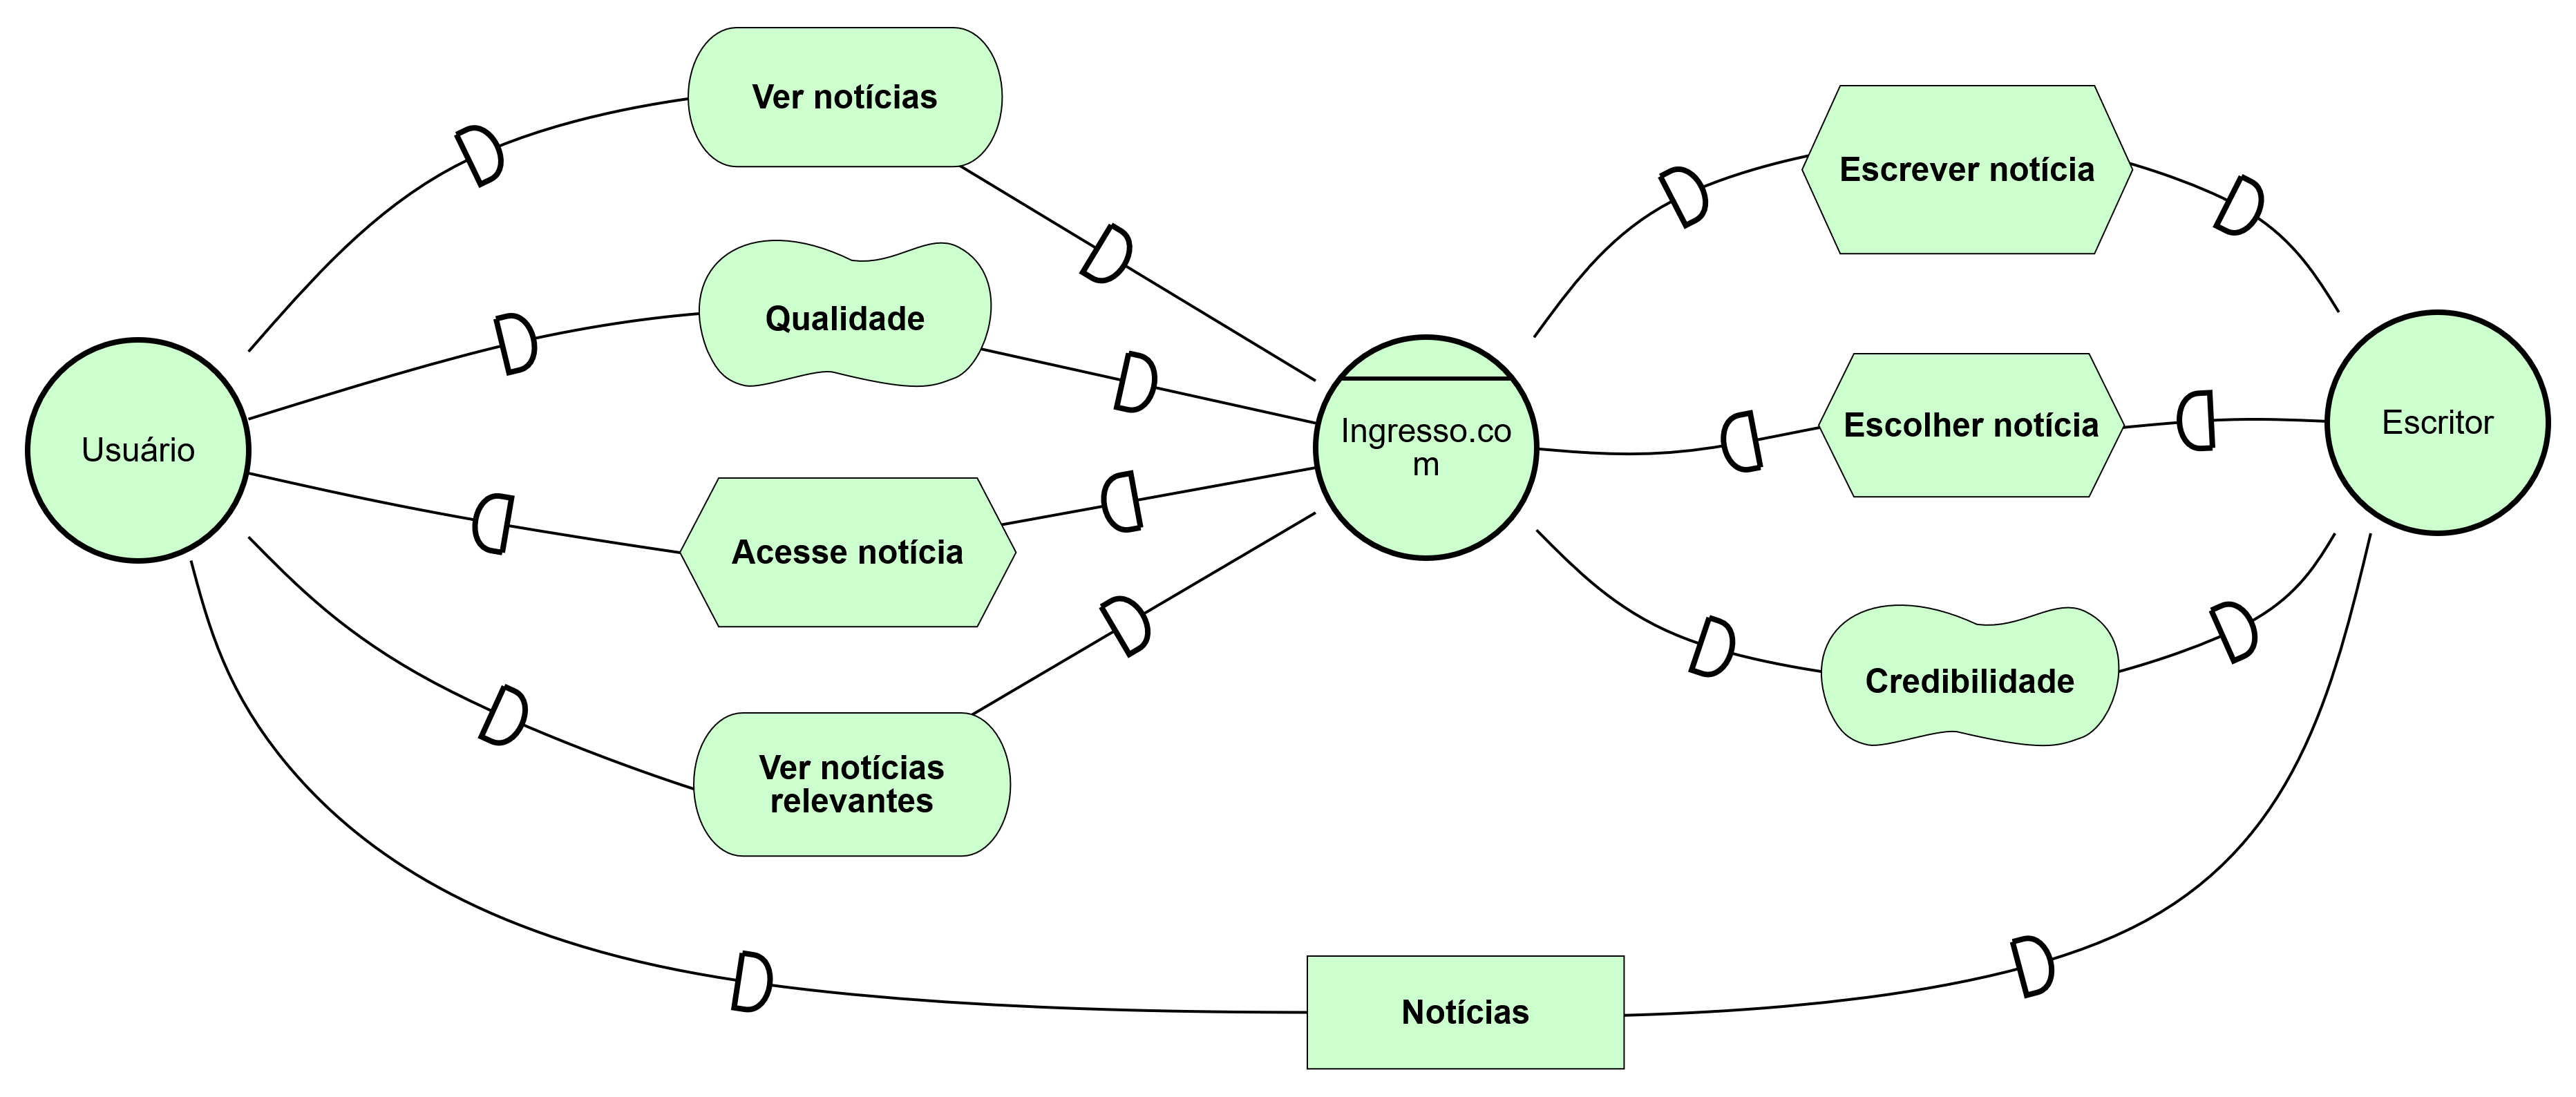 Ver notícias
Escrever notícia
Qualidade
Usuário
Ingresso.co
m
Escolher notícia
Escritor
Acesse notícia
Credibilidade
Ver notícias
relevantes
Notícias